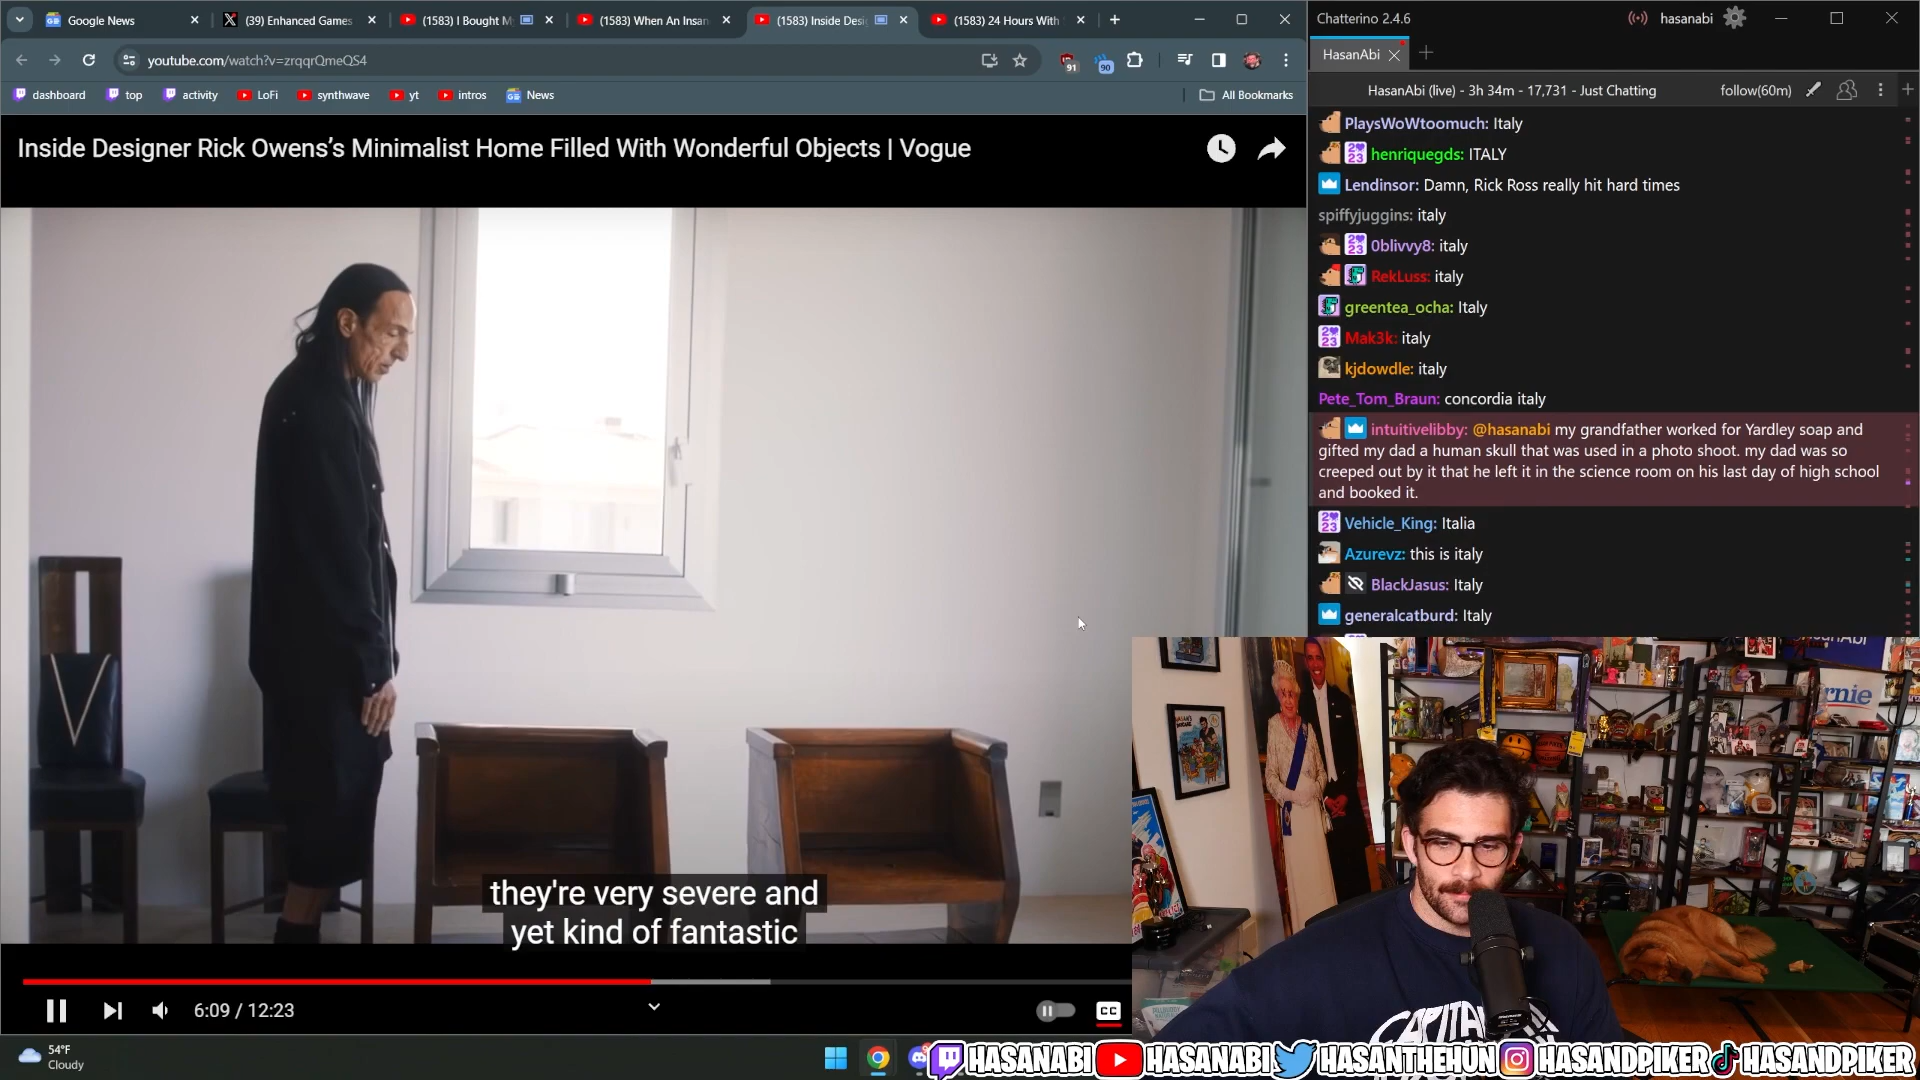 Google News
(39) Enhanced Games
(1583) I Bought M
(1583) When An Insan
(1583) Inside Desi
(1583) 24 Hours With
youtube.com/watch?v=zrqqrQmeQS4
91
90
dashboard
top
activity
LoFi
synthwave
yt
intros
News
All Bookmarks
Inside Designer Rick Owens's Minimalist Home Filled With Wonderful Objects | Vogue
they're very severe and
yet kind of fantastic
6:09 / 12:23
CC
54°F
Cloudy
Chatterino 2.4.6
hasanabi
HasanAbi
HasanAbi (live) - 3h 34m - 17,731 - Just Chatting
follow(60m)
PlaysWoWtoomuch: Italy
henriquegds: ITALY
Lendinsor: Damn, Rick Ross really hit hard times
spiffyjuggins: italy
0blivvy8: italy
RekLuss: italy
greentea_ocha: Italy
Mak3k: italy
kjdowdle: italy
Pete_Tom_Braun: concordia italy
intuitivelibby: @hasanabi my grandfather worked for Yardley soap and
gifted my dad a human skull that was used in a photo shoot. my dad was so
creeped out by it that he left it in the science room on his last day of high school
and booked it.
Vehicle_King: Italia
Azurevz: this is italy
BlackJasus: Italy
generalcatburd: Italy
HasanAbi
rnie
CAPITAL
HASANABI
HASANABI
HASANTHEHUN
HASANDPIKER
HASANDPIKER